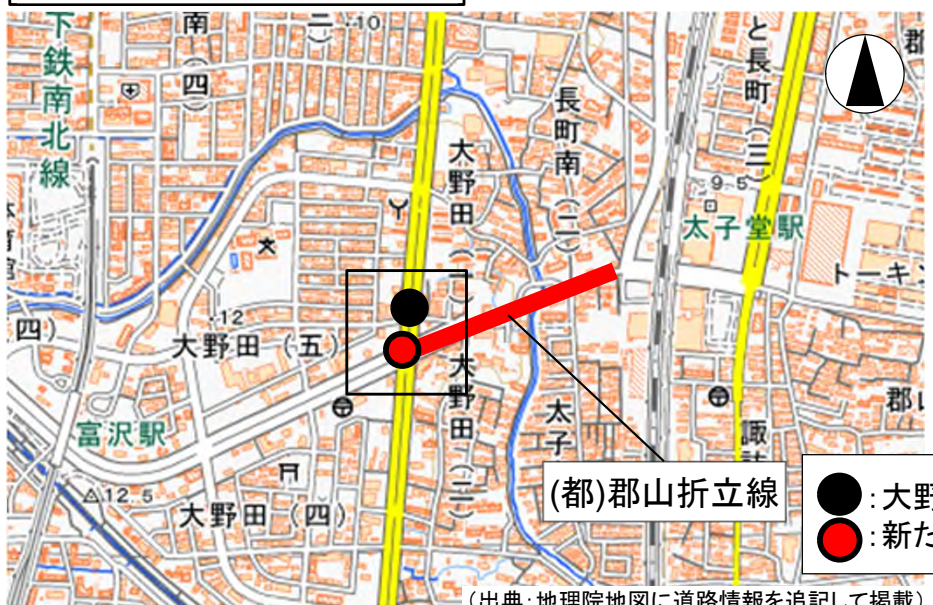 下鉄南北線
南(四)
二)
·10
と長町(三)
郡
長町南(二)
大野田(一)
9·5
太子堂駅
トーキン
四)
·12
大野田(五)
大野田(二)
太子
郡山
富沢駅
諏訪
△12.5
大野田(四)
(都)郡山折立線
:大野
:新た
(出典:地理院地図に道路情報を追記して掲載)